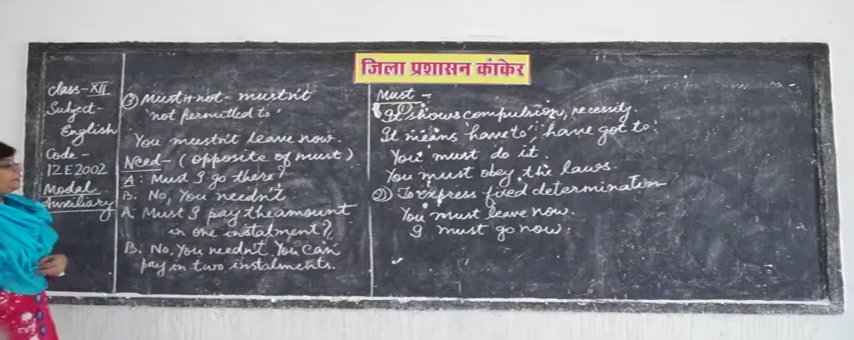 जिला प्रशासन कांकेर
Class-XII
Subject-
English
Code-
12E2002
Modal
Auxiliary
③ Must+not - mustn't
'not permitted to'
You mustn't leave now.
Need - (opposite of must)
A: Must I go there?
B. No, You needn't
A: Must I pay the amount
in one instalment?
B: No, You needn't. You can
pay in two instalments.
Must -
It shows compulsion, necessity.
It means 'have to', 'have got to'
You must do it.
You must obey the laws.
② To express fixed determination
You must leave now.
I must go now.